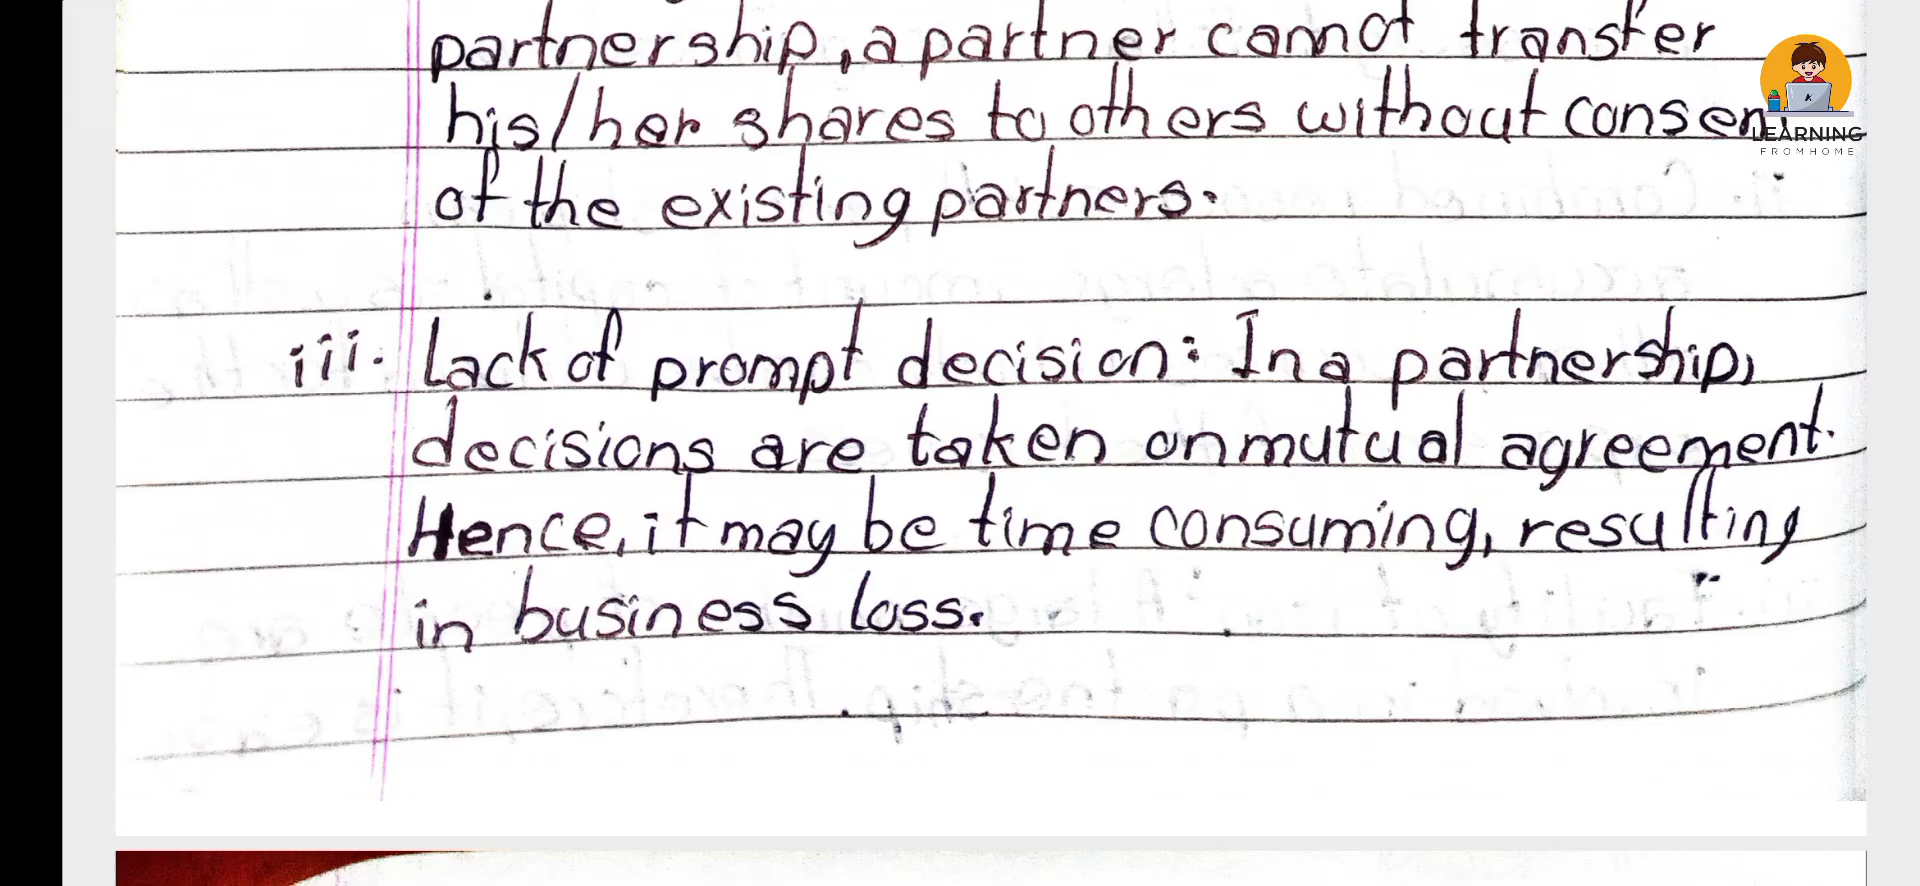 partnership, a partner cannot transfer
his/her shares to others without consent
of the existing partners.
iii. Lack of prompt decision: In a partnership,
decisions are taken on mutual agreement.
Hence, it may be time consuming, resulting
in business loss.
LEARNING
FROMHOME